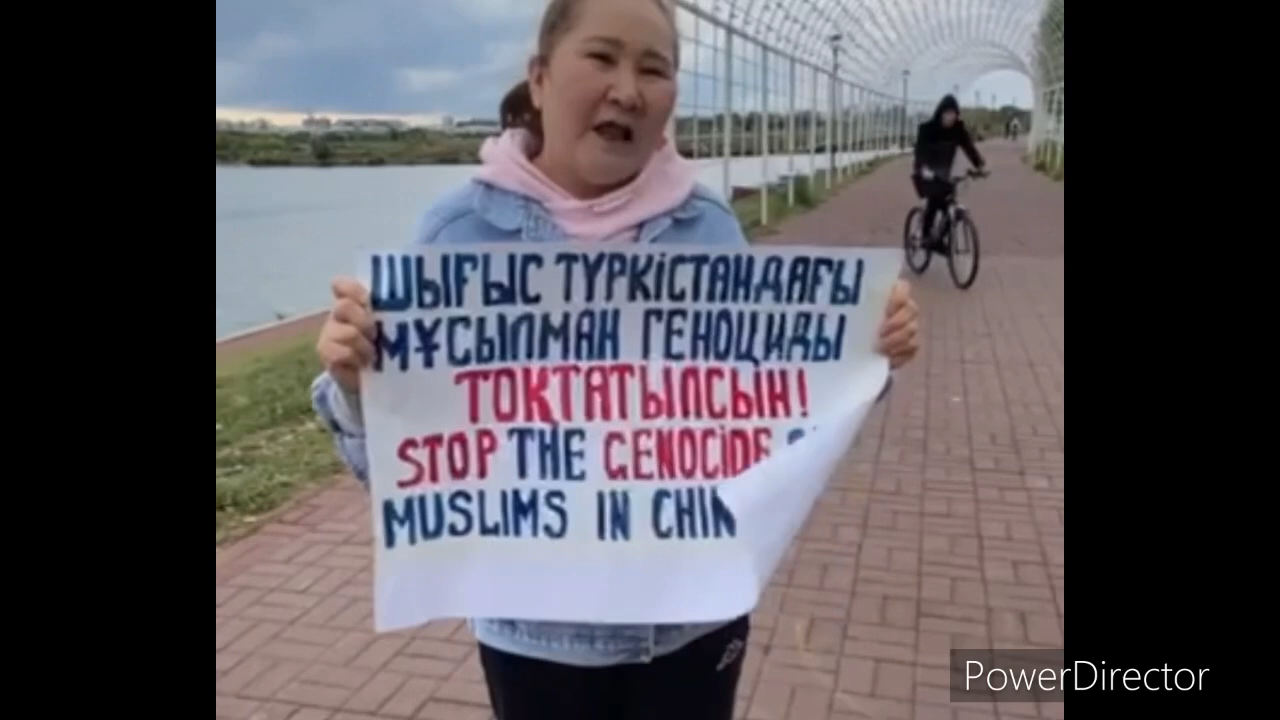 ШЫҒЫС ТҮРКІСТАНДАҒЫ
МҰСЫЛМАН ГЕНОЦИДЫ
ТОҚТАТЫЛСЫН!
STOP THE GENOCIDE
MUSLIMS IN
PowerDirector